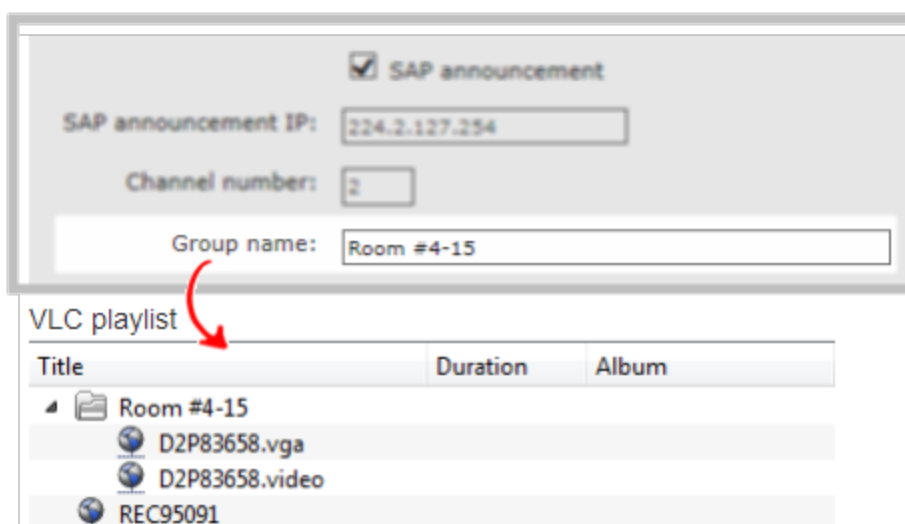 SAP announcement
SAP announcement IP: 224.2.127.254
Channel number: 2
Group name: Room #4-15
VLC playlist
Title Duration Album
Room #4-15
D2P83658.vga
D2P83658.video
REC95091